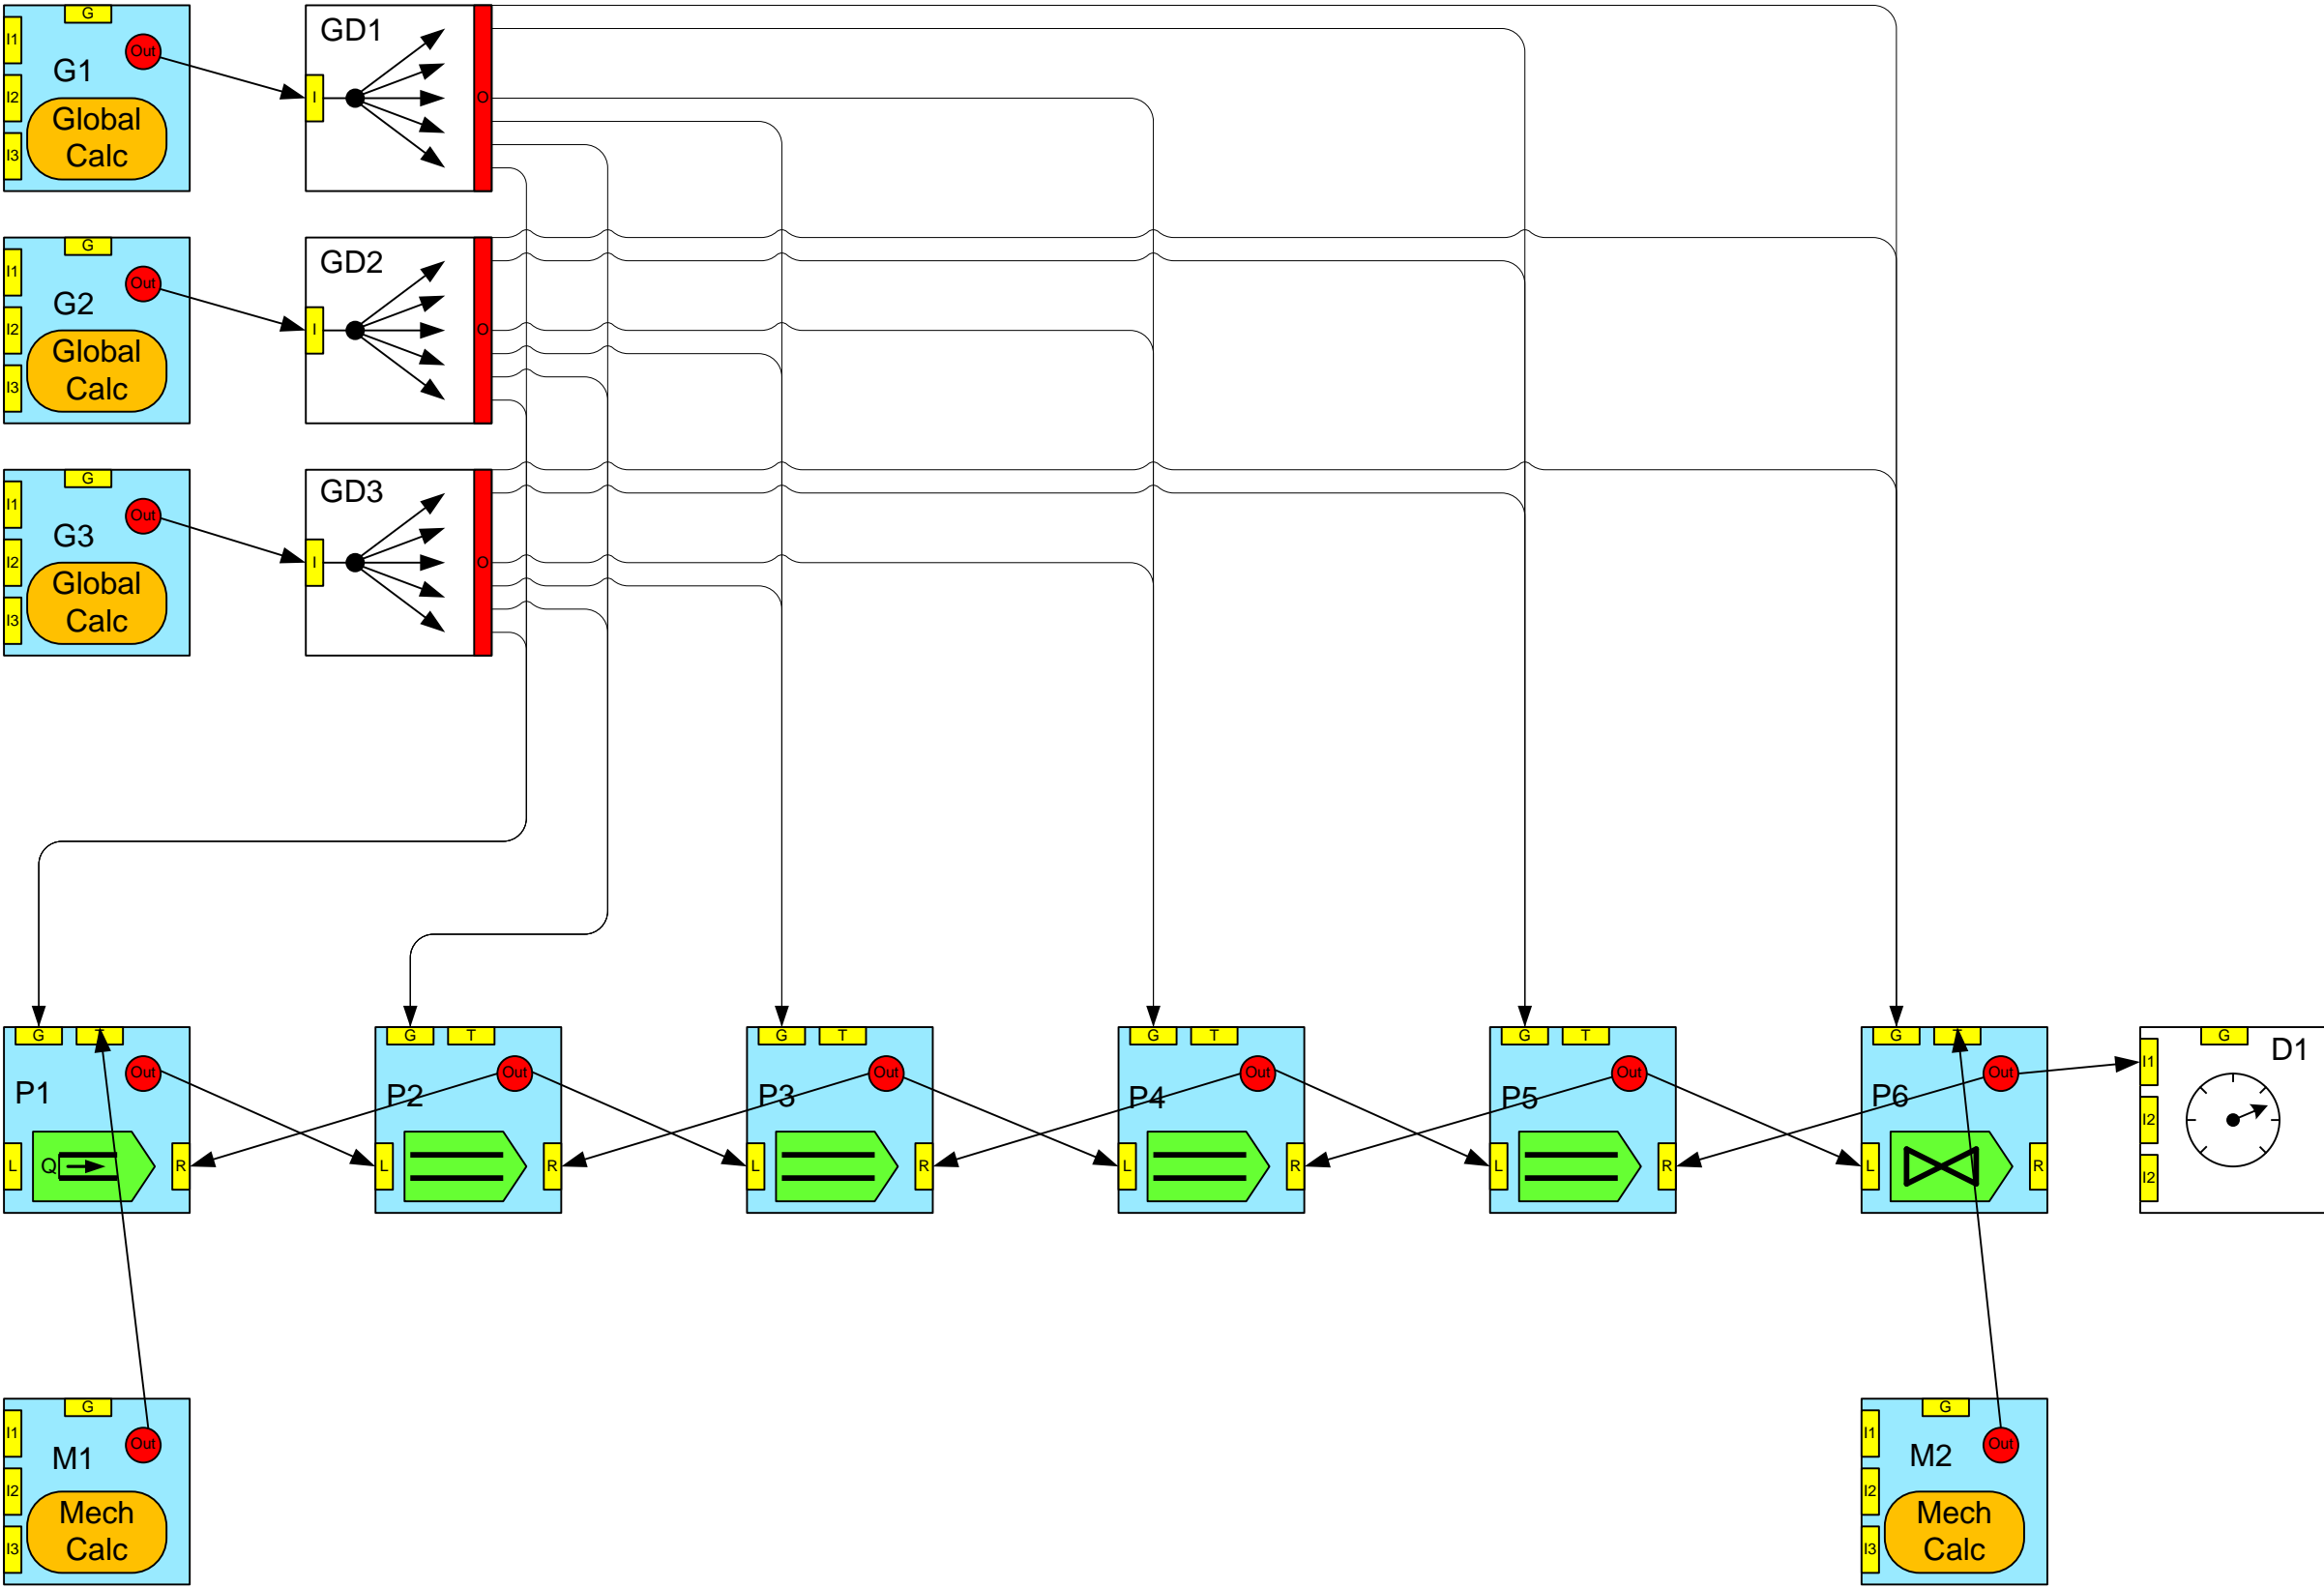 G
I1
Out
G1
I2
Global
Calc
I3
GD1
I
O
G
I1
Out
G2
I2
Global
Calc
I3
GD2
I
O
G
I1
Out
G3
I2
Global
Calc
I3
GD3
I
O
G
T
Out
P1
L
Q
R
G
T
Out
P2
L
R
G
T
Out
P3
L
R
G
T
Out
P4
L
R
G
T
Out
P5
L
R
G
T
Out
P6
L
R
G
D1
I1
I2
I2
G
I1
Out
M1
I2
Mech
Calc
I3
G
I1
Out
M2
I2
Mech
Calc
I3